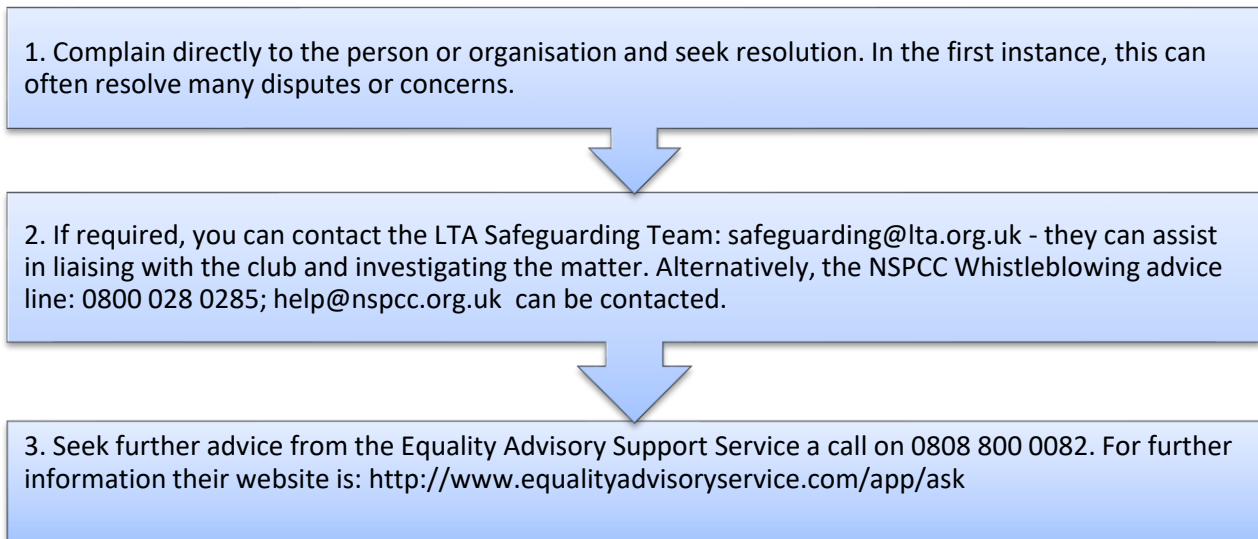 1. Complain directly to the person or organisation and seek resolution. In the first instance, this can
often resolve many disputes or concerns.
2. If required, you can contact the LTA Safeguarding Team: safeguarding@lta.org.uk - they can assist
in liaising with the club and investigating the matter. Alternatively, the NSPCC Whistleblowing advice
line: 0800 028 0285; help@nspcc.org.uk can be contacted.
3. Seek further advice from the Equality Advisory Support Service a call on 0808 800 0082. For further
information their website is: http://www.equalityadvisoryservice.com/app/ask